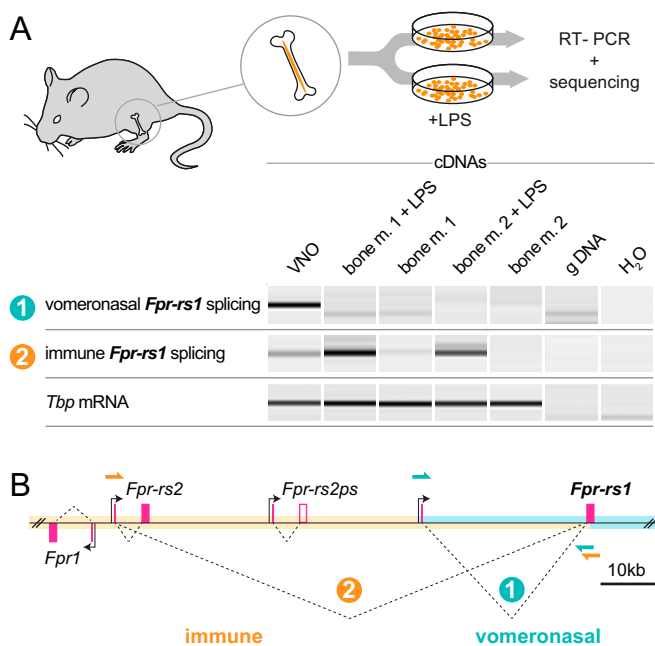 A
RT- PCR
+
sequencing
+LPS
cDNAs
VNO
bone m. 1 + LPS
bone m. 1
bone m. 2 + LPS
bone m. 2
g DNA
H₂O
1 vomeronasal Fpr-rs1 splicing
2 immune Fpr-rs1 splicing
Tbp mRNA
B
Fpr-rs2
Fpr-rs2ps
Fpr-rs1
Fpr1
10kb
2
1
immune
vomeronasal